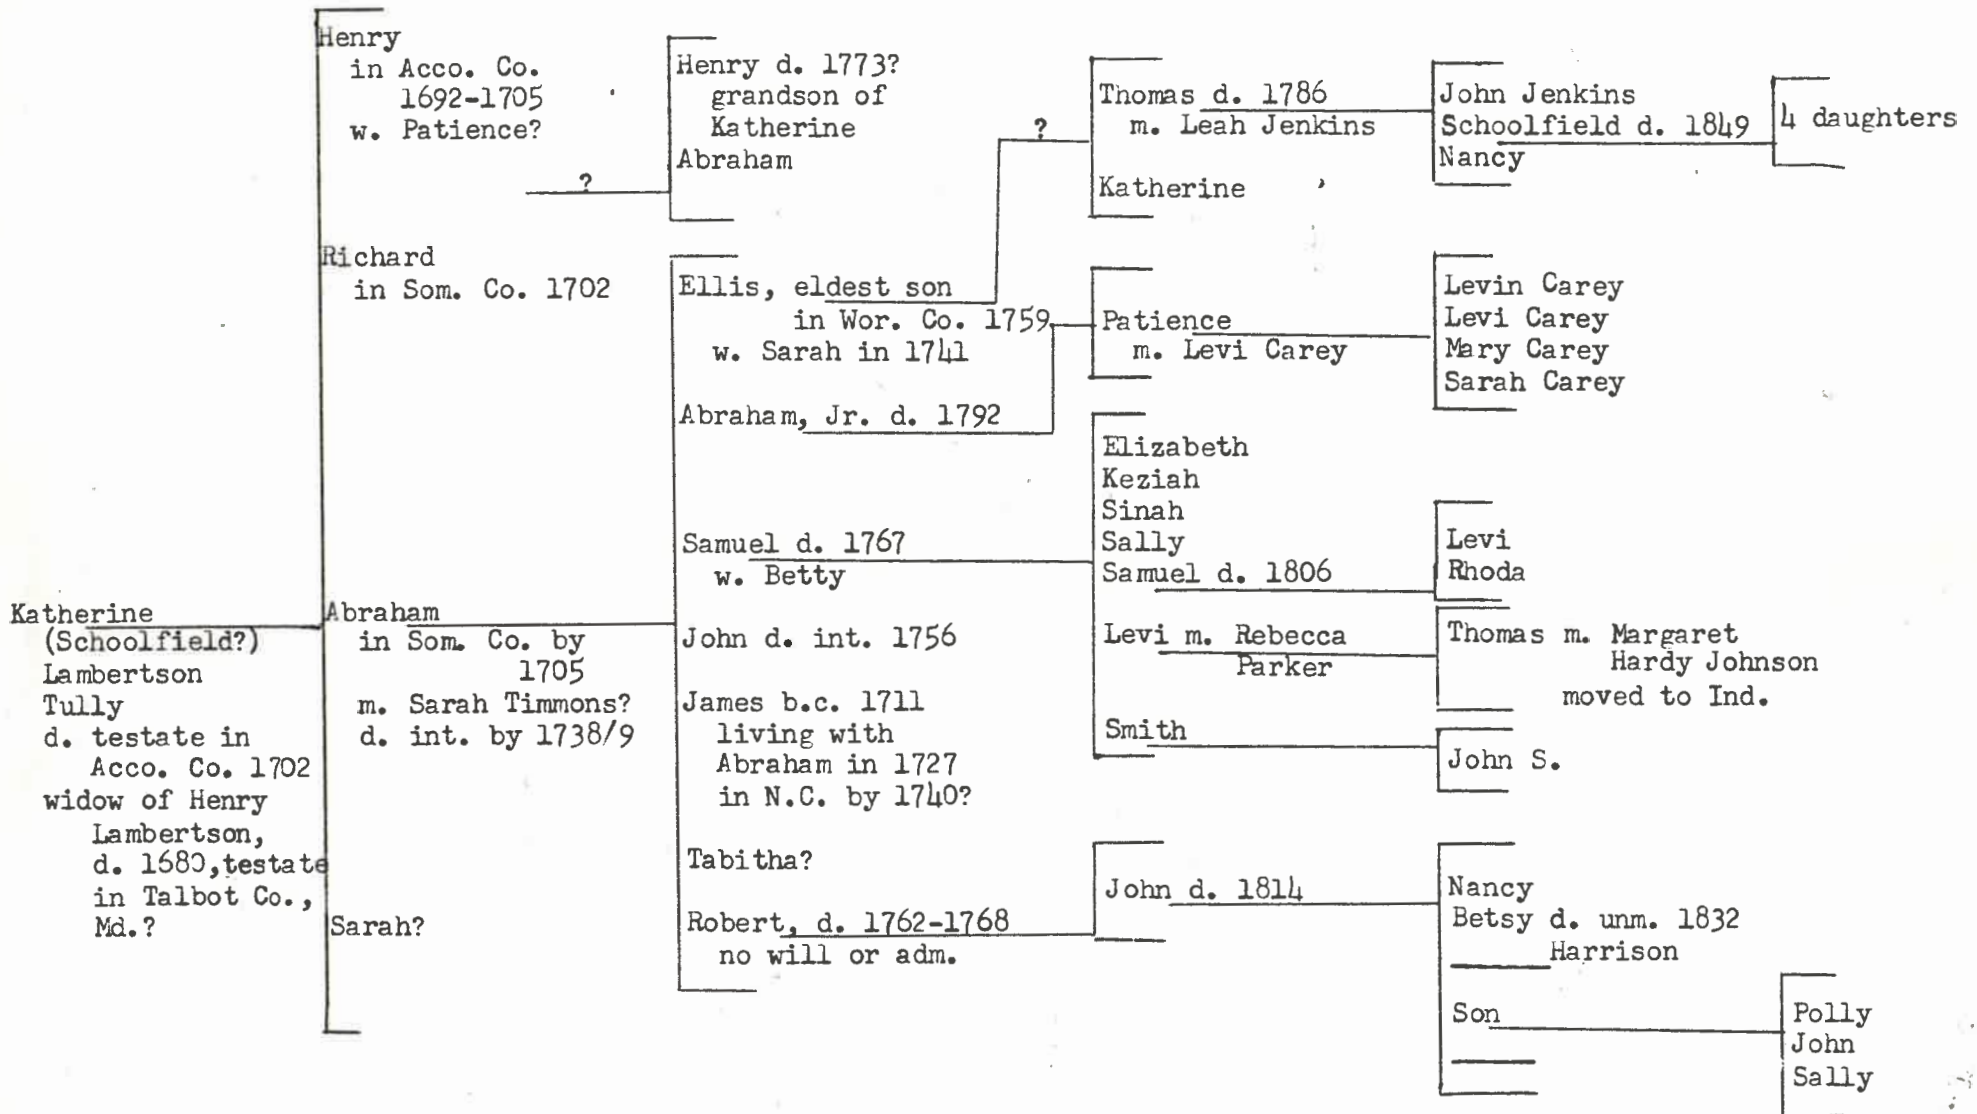 Katherine
(Schoolfield?)
Lambertson
Tully
d. testate in
Acco. Co. 1702
widow of Henry
Lambertson,
d. 1680, testate
in Talbot Co.,
Md.?
Henry
in Acco. Co.
1692-1705
w. Patience?
Richard
in Som. Co. 1702
Abraham
in Som. Co. by
1705
m. Sarah Timmons?
d. int. by 1738/9
Sarah?
?
Henry d. 1773?
grandson of
Katherine
Abraham
Ellis, eldest son
in Wor. Co. 1759
w. Sarah in 1741
Abraham, Jr. d. 1792
Samuel d. 1767
w. Betty
John d. int. 1756
James b.c. 1711
living with
Abraham in 1727
in N.C. by 1740?
Tabitha?
Robert, d. 1762-1768
no will or adm.
?
Thomas d. 1786
m. Leah Jenkins
Katherine
Patience
m. Levi Carey
Elizabeth
Keziah
Sinah
Sally
Samuel d. 1806
Levi m. Rebecca
Parker
Smith
John d. 1814
John Jenkins
Schoolfield d. 1849
Nancy
Levin Carey
Levi Carey
Mary Carey
Sarah Carey
Levi
Rhoda
Thomas m. Margaret
Hardy Johnson
moved to Ind.
John S.
Nancy
Betsy d. unm. 1832
Harrison
Son
4 daughters
Polly
John
Sally